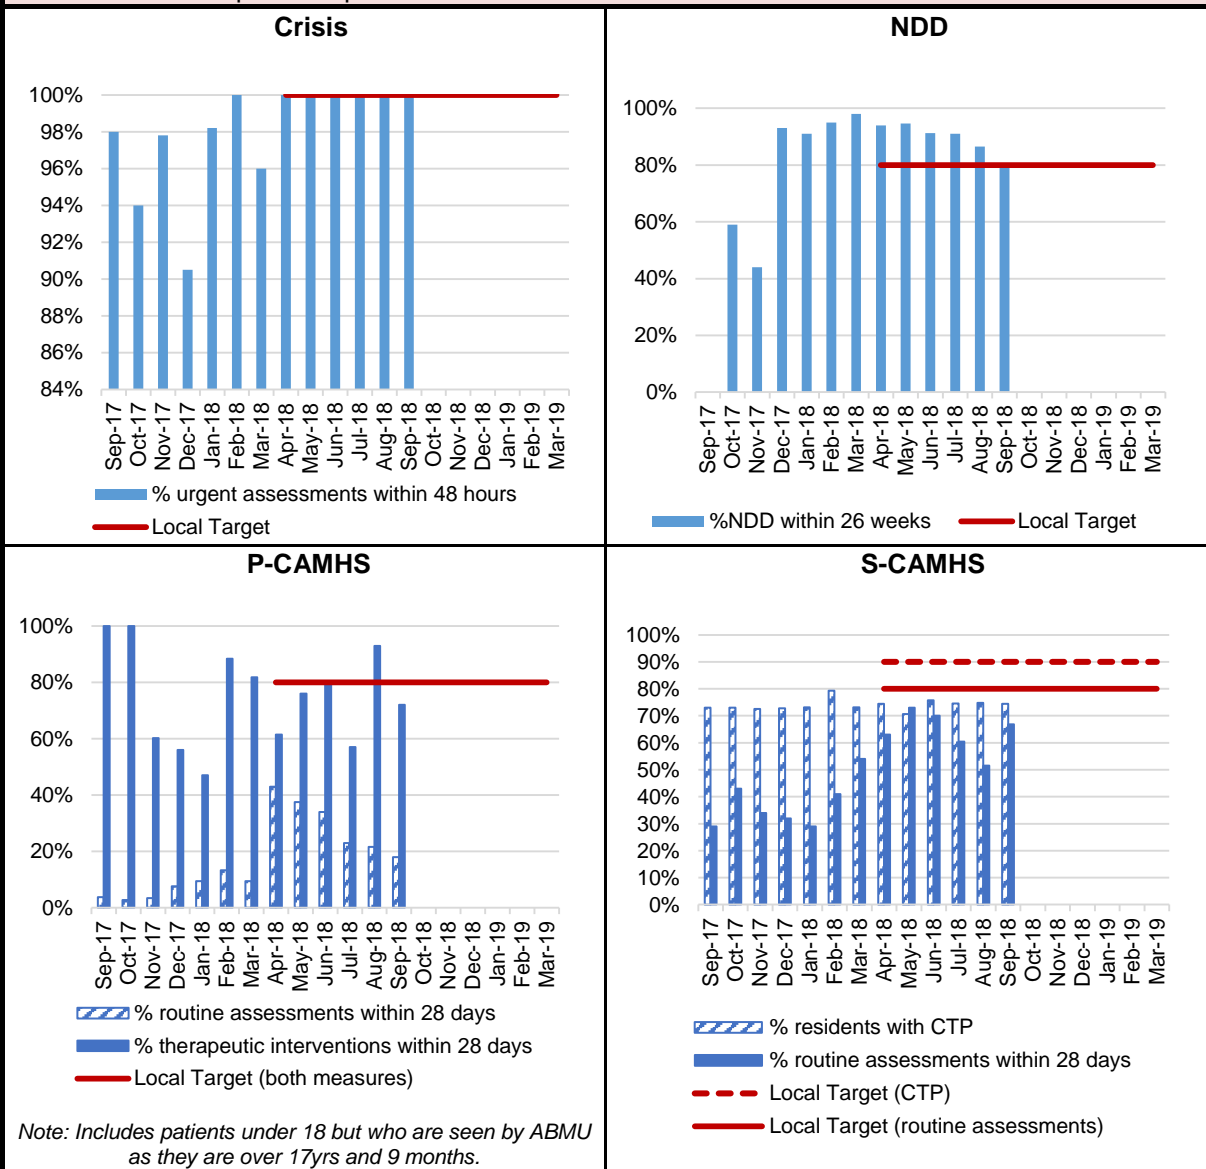 Crisis
100%
98%
96%
94%
92%
90%
88%
86%
84%
Sep-17
Oct-17
Nov-17
Dec-17
Jan-18
Feb-18
Mar-18
Apr-18
May-18
Jun-18
Jul-18
Aug-18
Sep-18
Oct-18
Nov-18
Dec-18
Jan-19
Feb-19
Mar-19
% urgent assessments within 48 hours
Local Target
NDD
100%
80%
60%
40%
20%
0%
Sep-17
Oct-17
Nov-17
Dec-17
Jan-18
Feb-18
Mar-18
Apr-18
May-18
Jun-18
Jul-18
Aug-18
Sep-18
Oct-18
Nov-18
Dec-18
Jan-19
Feb-19
Mar-19
%NDD within 26 weeks Local Target
P-CAMHS
100%
80%
60%
40%
20%
0%
Sep-17
Oct-17
Nov-17
Dec-17
Jan-18
Feb-18
Mar-18
Apr-18
May-18
Jun-18
Jul-18
Aug-18
Sep-18
Oct-18
Nov-18
Dec-18
Jan-19
Feb-19
Mar-19
% routine assessments within 28 days
% therapeutic interventions within 28 days
Local Target (both measures)
Note: Includes patients under 18 but who are seen by ABMU
as they are over 17yrs and 9 months.
S-CAMHS
100%
90%
80%
70%
60%
50%
40%
30%
20%
10%
0%
Sep-17
Oct-17
Nov-17
Dec-17
Jan-18
Feb-18
Mar-18
Apr-18
May-18
Jun-18
Jul-18
Aug-18
Sep-18
Oct-18
Nov-18
Dec-18
Jan-19
Feb-19
Mar-19
% residents with CTP
% routine assessments within 28 days
Local Target (CTP)
Local Target (routine assessments)